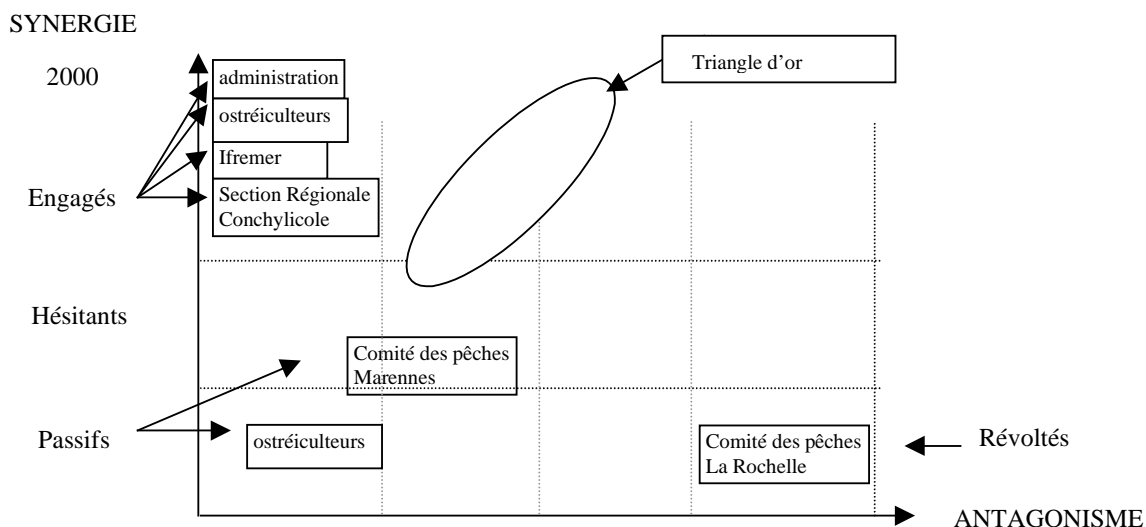 SYNERGIE
2000
administration
Triangle d’or
ostréiculteurs
Ifremer
Engagés
Section Régionale
Conchylicole
Hésitants
Comité des pêches
Marennes
Passifs
ostréiculteurs
Comité des pêches
La Rochelle
Révoltés
ANTAGONISME